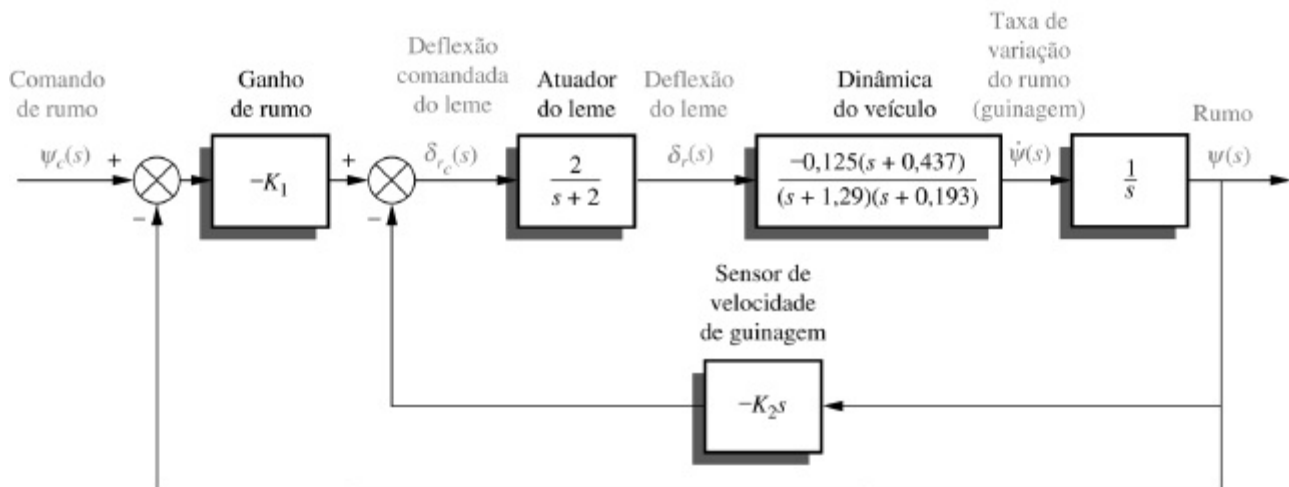 Comando
de rumo
ψc(s)
+
−
Ganho
de rumo
−K1
+
−
Deflexão
comandada
do leme
δrc(s)
Atuador
do leme
2
s + 2
Deflexão
do leme
δr(s)
Dinâmica
do veículo
−0,125(s + 0,437)
(s + 1,29)(s + 0,193)
Taxa de
variação
do rumo
(guinagem)
ψ̇(s)
1
s
Rumo
ψ(s)
Sensor de
velocidade
de guinagem
−K2s